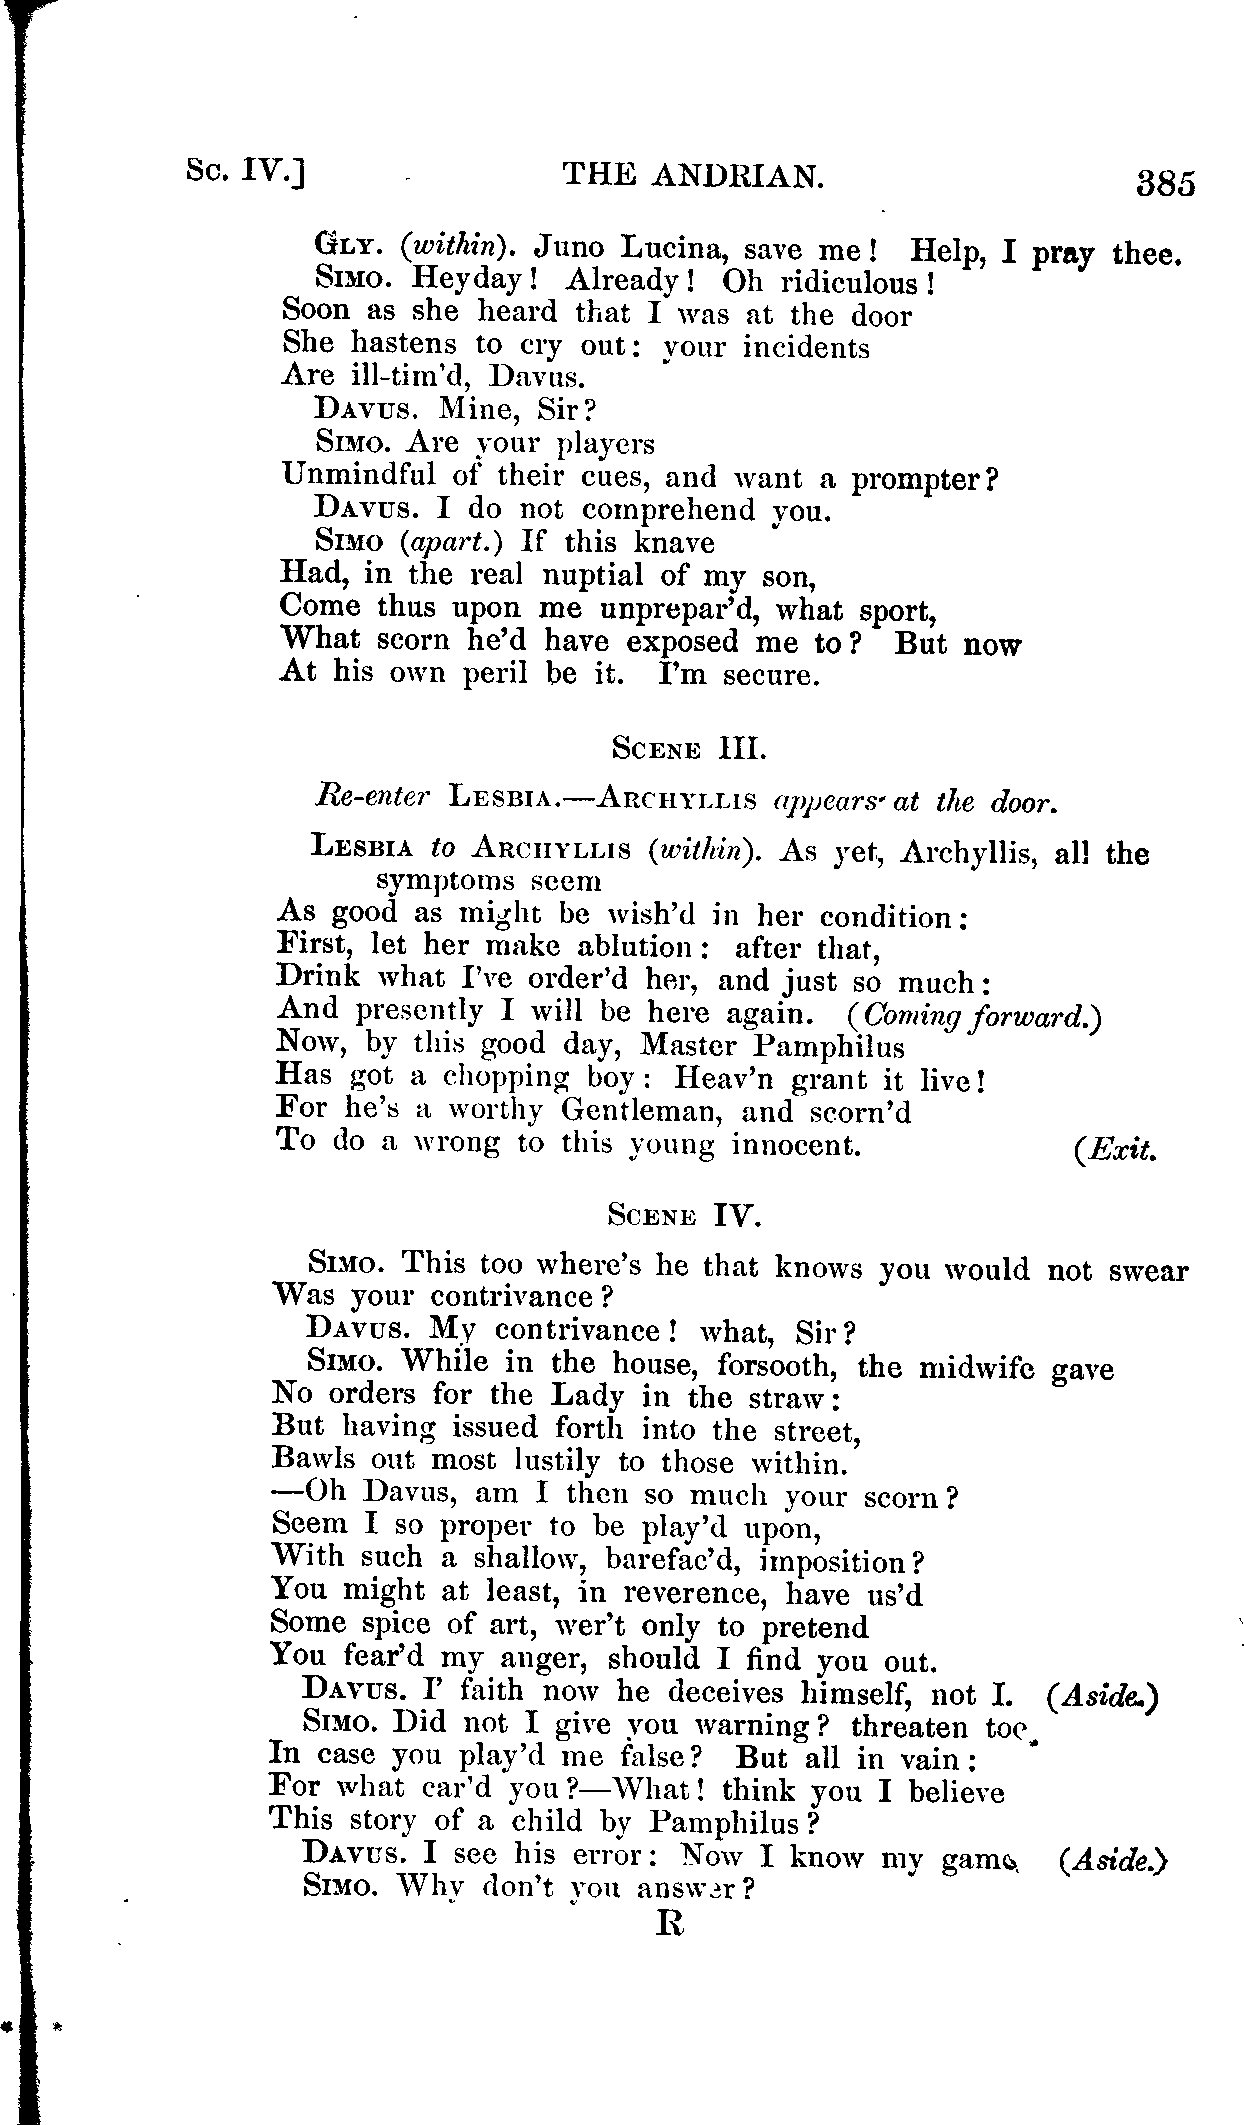 Sc. IV.] THE ANDRIAN. 385
GLY. (within). Juno Lucina, save me! Help, I pray thee.
SIMO. Heyday! Already! Oh ridiculous!
Soon as she heard that I was at the door
She hastens to cry out: your incidents
Are ill-tim'd, Davus.
DAVUS. Mine, Sir?
SIMO. Are your players
Unmindful of their cues, and want a prompter?
DAVUS. I do not comprehend you.
SIMO (apart.) If this knave
Had, in the real nuptial of my son,
Come thus upon me unprepar'd, what sport,
What scorn he'd have exposed me to? But now
At his own peril be it. I'm secure.
SCENE III.
Re-enter LESBIA.—ARCHYLLIS appears at the door.
LESBIA to ARCHYLLIS (within). As yet, Archyllis, all the
symptoms seem
As good as might be wish'd in her condition:
First, let her make ablution: after that,
Drink what I've order'd her, and just so much:
And presently I will be here again. (Coming forward.)
Now, by this good day, Master Pamphilus
Has got a chopping boy: Heav'n grant it live!
For he's a worthy Gentleman, and scorn'd
To do a wrong to this young innocent. (Exit.
SCENE IV.
SIMO. This too where's he that knows you would not swear
Was your contrivance?
DAVUS. My contrivance! what, Sir?
SIMO. While in the house, forsooth, the midwife gave
No orders for the Lady in the straw:
But having issued forth into the street,
Bawls out most lustily to those within.
—Oh Davus, am I then so much your scorn?
Seem I so proper to be play'd upon,
With such a shallow, barefac'd, imposition?
You might at least, in reverence, have us'd
Some spice of art, wer't only to pretend
You fear'd my anger, should I find you out.
DAVUS. I' faith now he deceives himself, not I. (Aside.)
SIMO. Did not I give you warning? threaten too,
In case you play'd me false? But all in vain:
For what car'd you?—What! think you I believe
This story of a child by Pamphilus?
DAVUS. I see his error: Now I know my game. (Aside.)
SIMO. Why don't you answer?
R